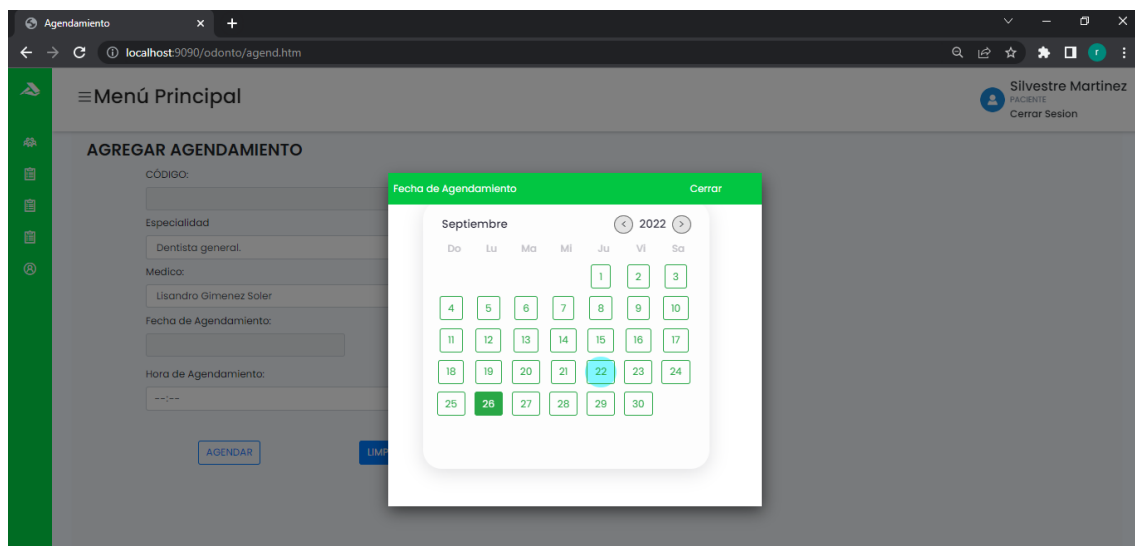 Agendamiento
localhost:9090/odonto/agend.htm
r
Menú Principal
Silvestre Martinez
PACIENTE
Cerrar Sesion
AGREGAR AGENDAMIENTO
CÓDIGO:
Especialidad
Dentista general.
Medico:
Lisandro Gimenez Soler
Fecha de Agendamiento:
Hora de Agendamiento:
--:--
AGENDAR
LIMP
Fecha de Agendamiento Cerrar
Septiembre < 2022 >
Do Lu Ma Mi Ju Vi Sa
1 2 3
4 5 6 7 8 9 10
11 12 13 14 15 16 17
18 19 20 21 22 23 24
25 26 27 28 29 30